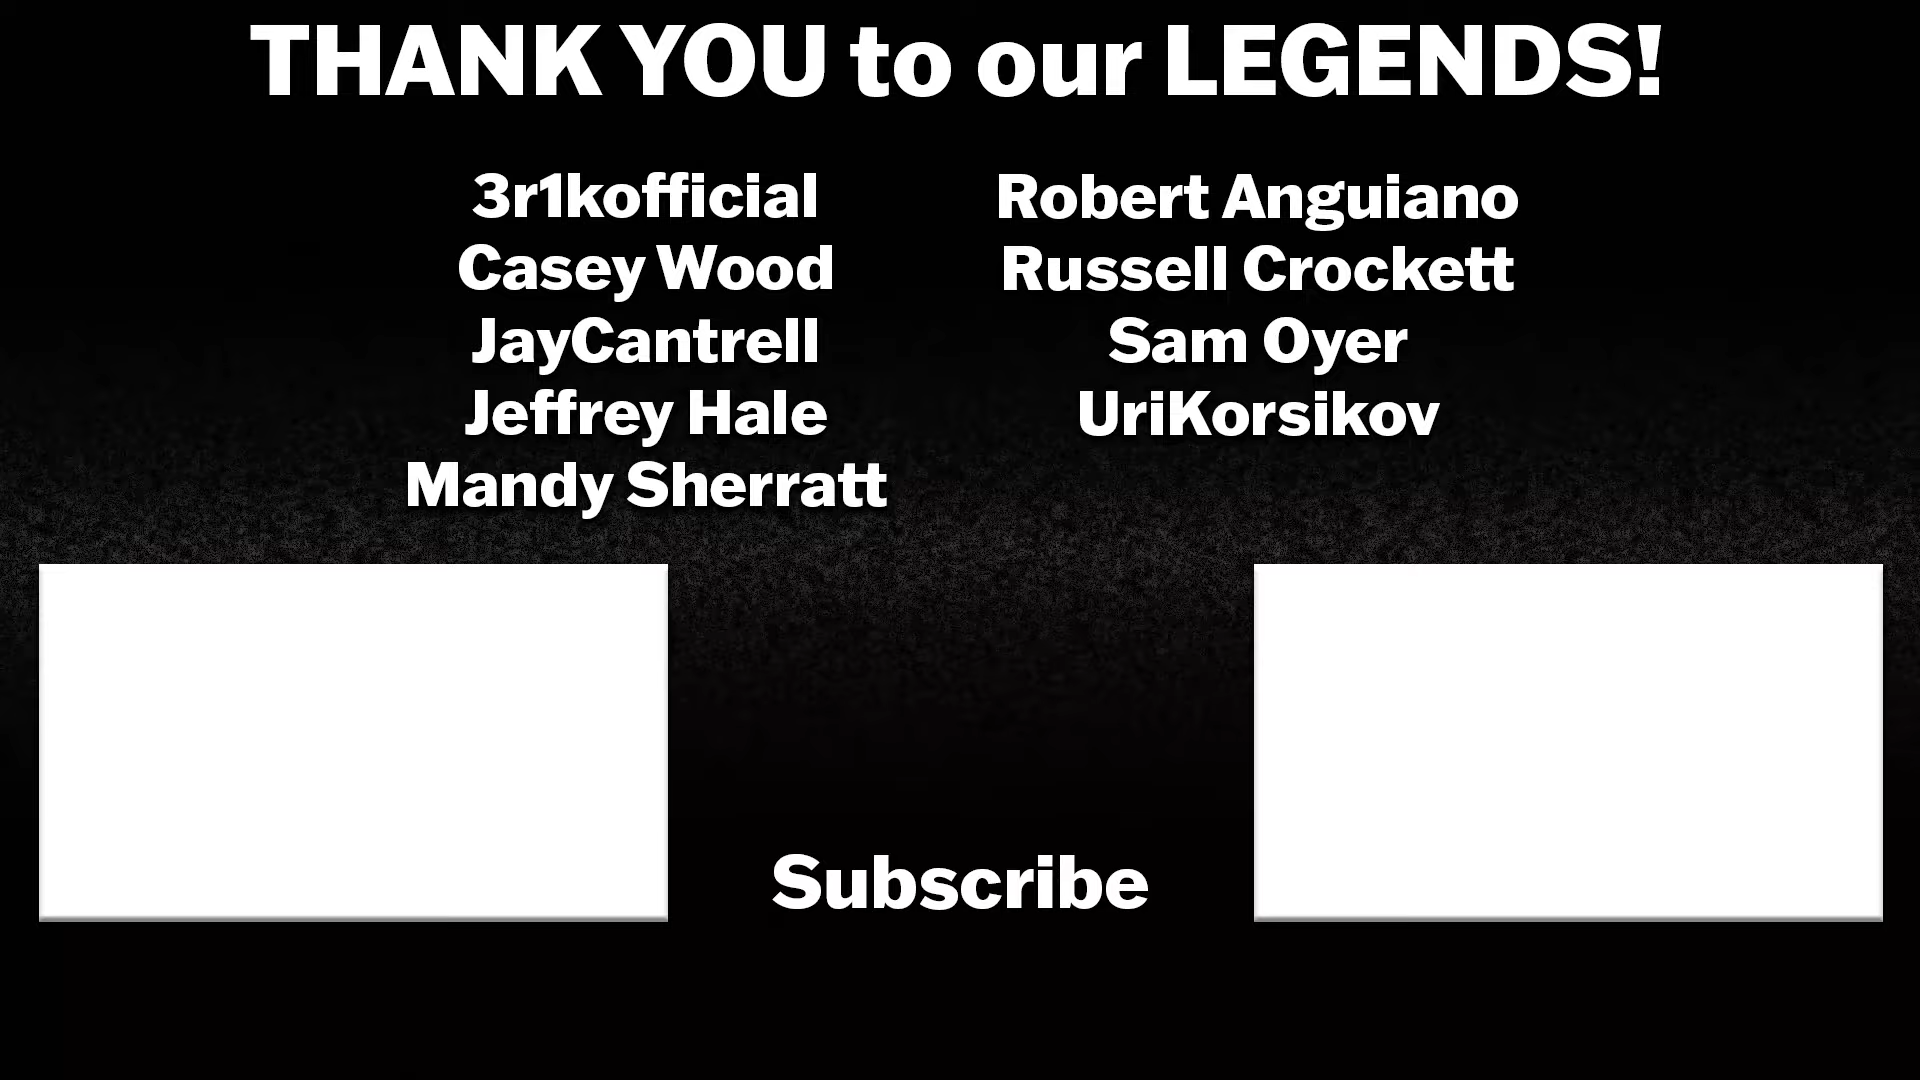 THANK YOU to our LEGENDS!
3r1kofficial
Casey Wood
JayCantrell
Jeffrey Hale
Mandy Sherratt
Robert Anguiano
Russell Crockett
Sam Oyer
UriKorsikov
Subscribe